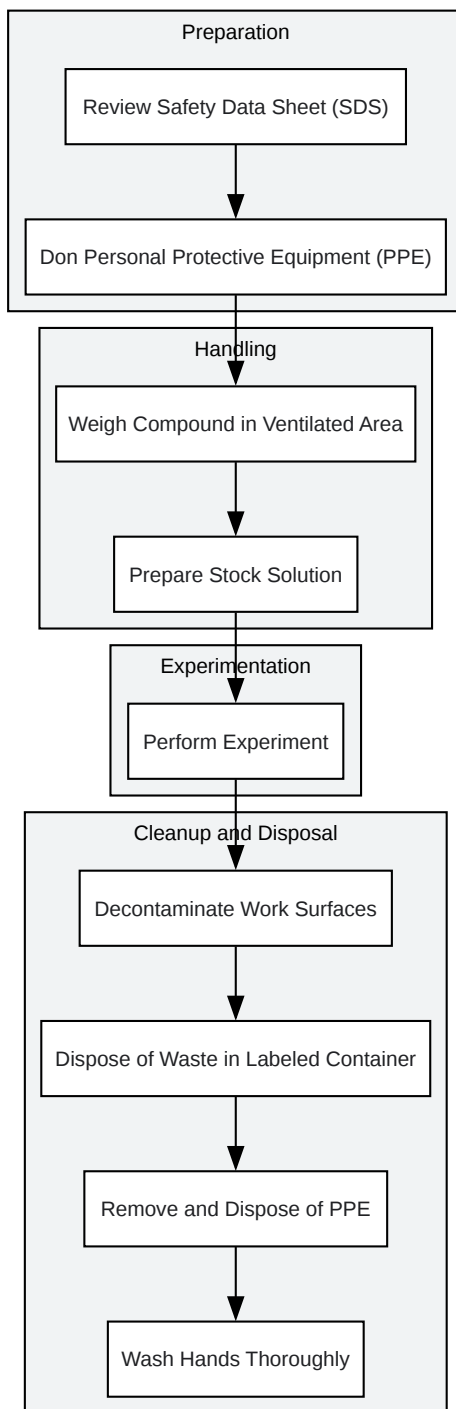 Preparation
Review Safety Data Sheet (SDS)
Don Personal Protective Equipment (PPE)
Handling
Weigh Compound in Ventilated Area
Prepare Stock Solution
Experimentation
Perform Experiment
Cleanup and Disposal
Decontaminate Work Surfaces
Dispose of Waste in Labeled Container
Remove and Dispose of PPE
Wash Hands Thoroughly